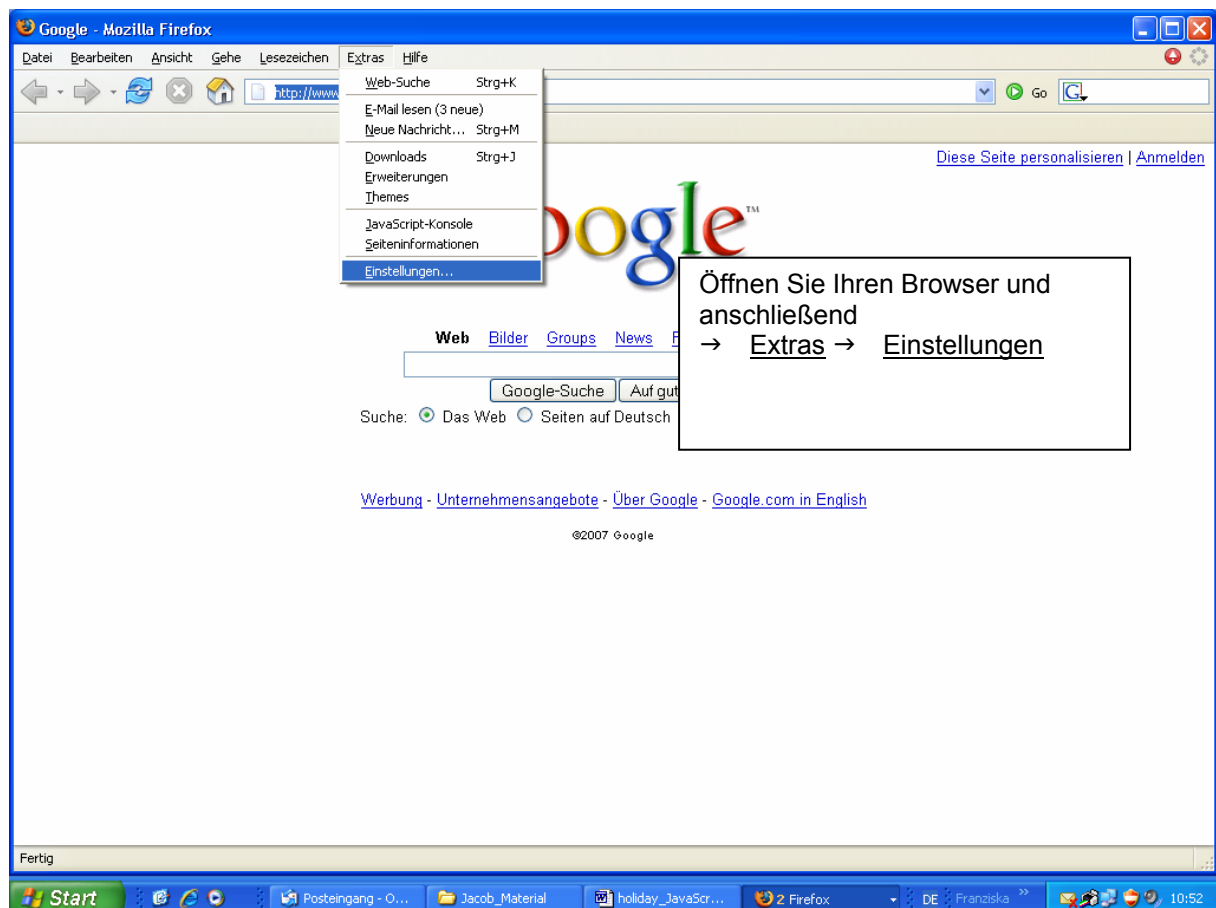 Google - Mozilla Firefox
Datei Bearbeiten Ansicht Gehe Lesezeichen Extras Hilfe
http://www
Go
G
Web-Suche Strg+K
E-Mail lesen (3 neue)
Neue Nachricht... Strg+M
Downloads Strg+J
Erweiterungen
Themes
JavaScript-Konsole
Seiteninformationen
Einstellungen...
Diese Seite personalisieren | Anmelden
ogle™
Öffnen Sie Ihren Browser und
anschließend
→ Extras → Einstellungen
Web Bilder Groups News
Google-Suche Auf gut
Suche: Das Web Seiten auf Deutsch
Werbung - Unternehmensangebote - Über Google - Google.com in English
©2007 Google
Fertig
Start Posteingang - O... Jacob_Material holiday_JavaScr... 2 Firefox DE Franziska » 10:52